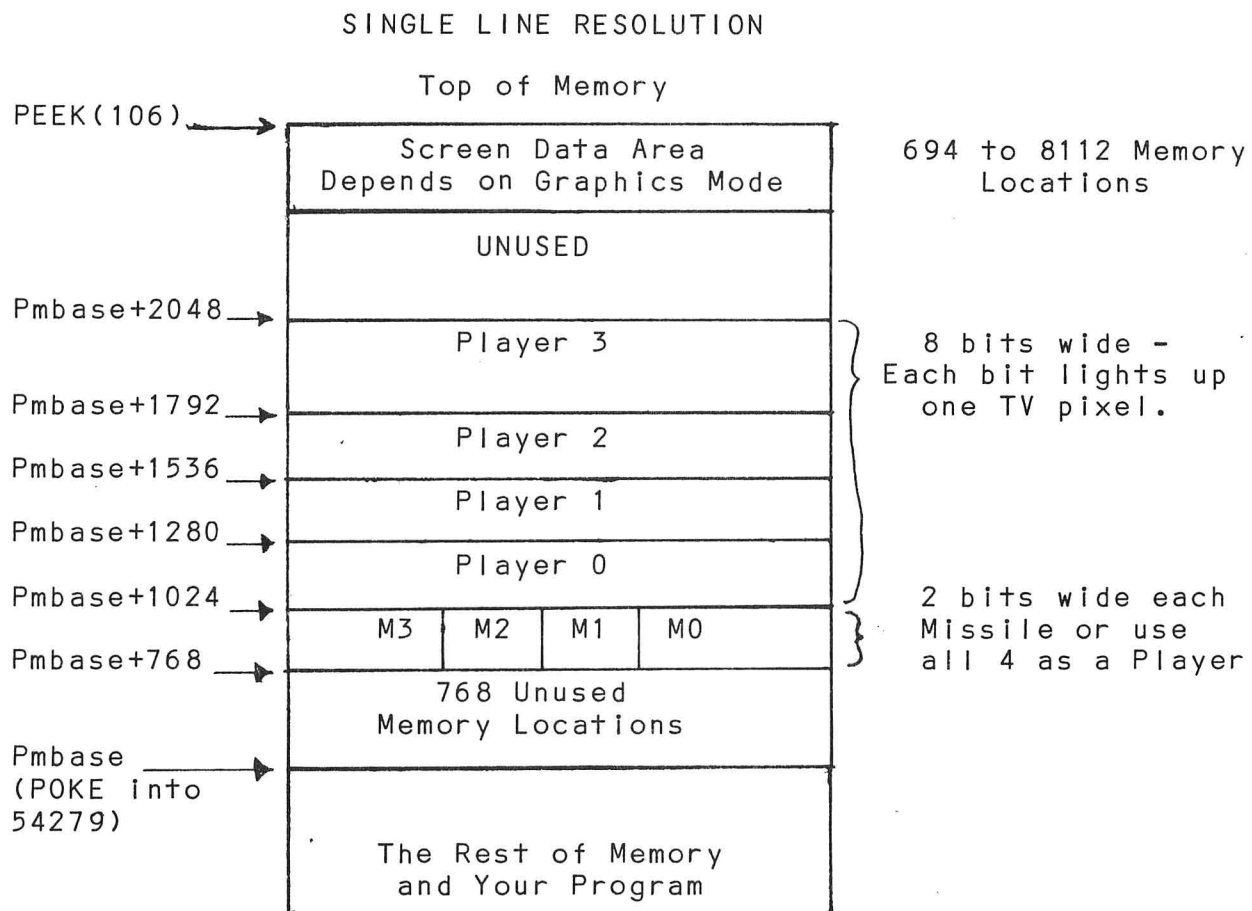 SINGLE LINE RESOLUTION
Top of Memory
PEEK(106)
Screen Data Area
Depends on Graphics Mode
694 to 8112 Memory
Locations
UNUSED
Pmbase+2048
Player 3
8 bits wide -
Each bit lights up
one TV pixel.
Pmbase+1792
Player 2
Pmbase+1536
Player 1
Pmbase+1280
Player 0
Pmbase+1024
M3 M2 M1 M0
2 bits wide each
Missile or use
all 4 as a Player
Pmbase+768
768 Unused
Memory Locations
Pmbase
(POKE into
54279)
The Rest of Memory
and Your Program